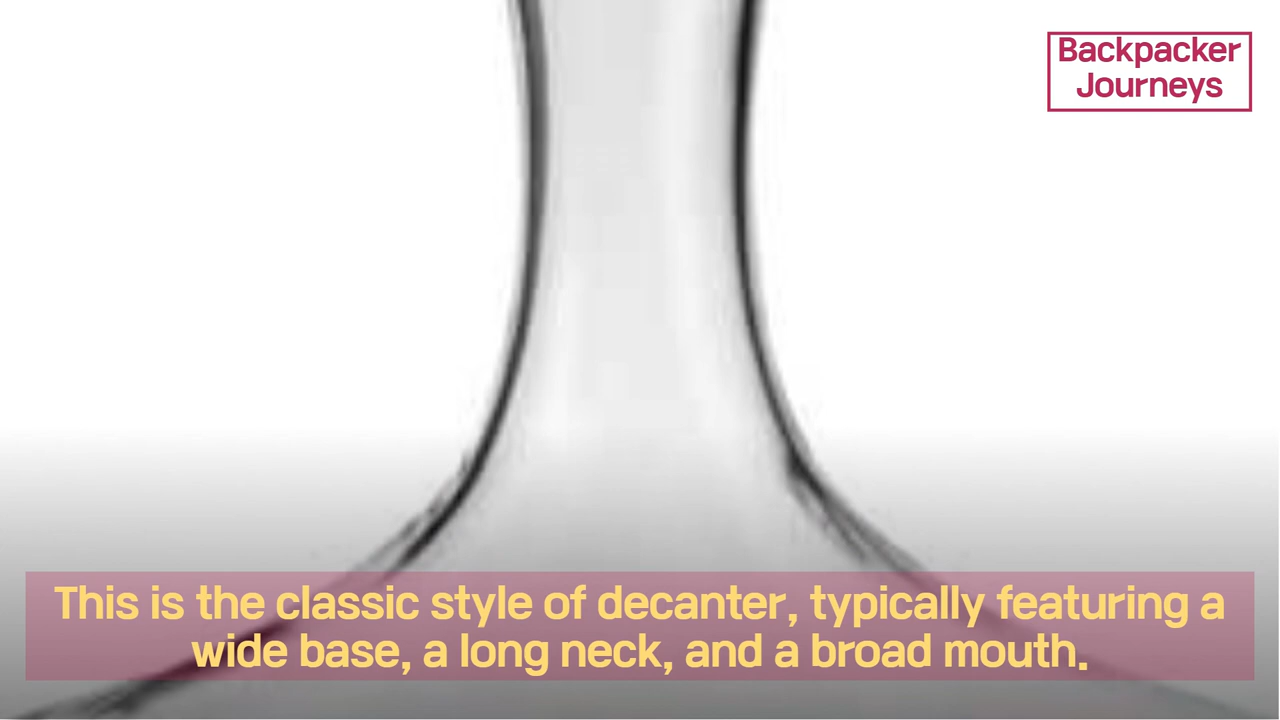 Backpacker
Journeys
This is the classic style of decanter, typically featuring a
wide base, a long neck, and a broad mouth.